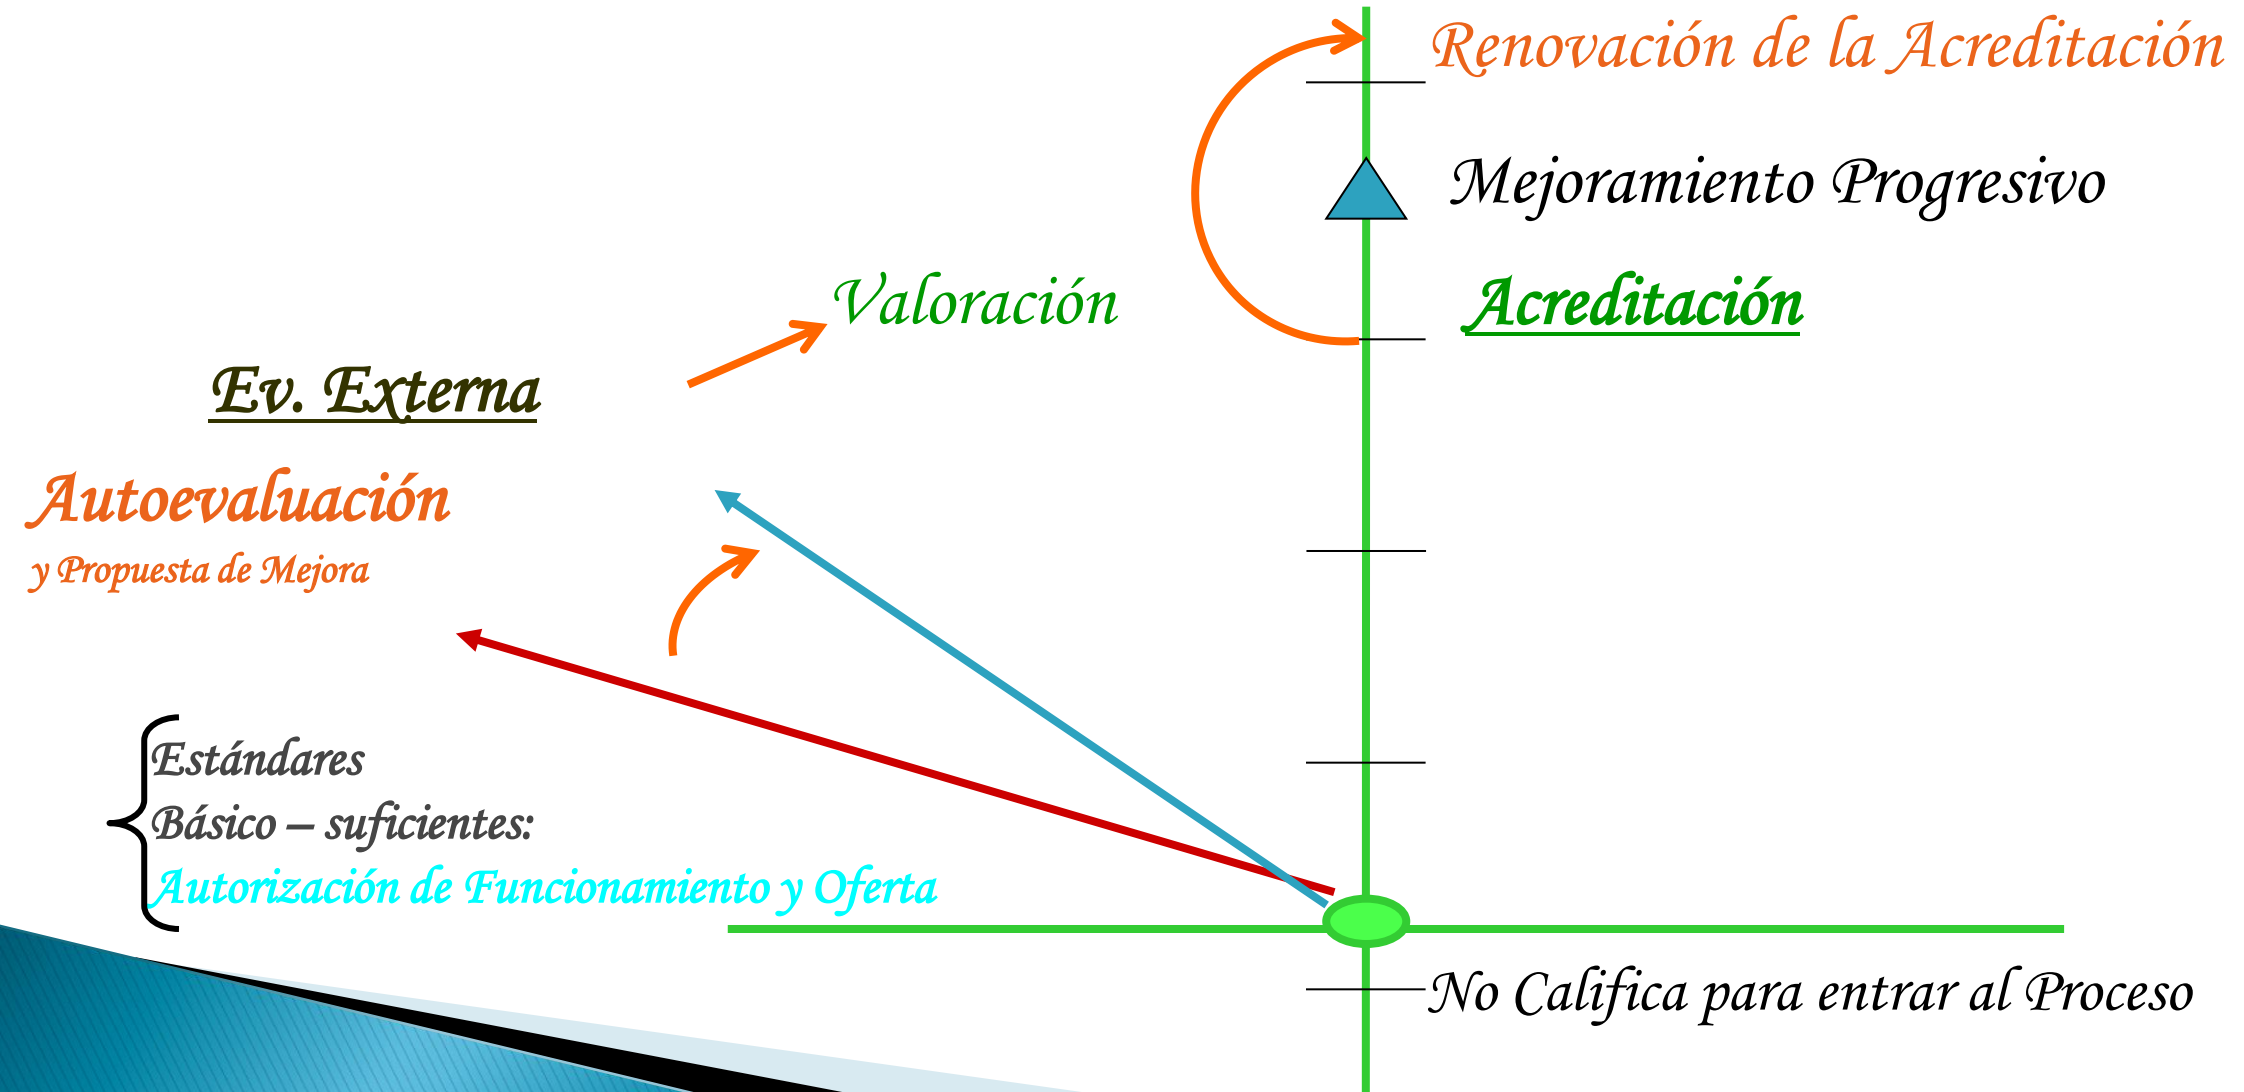 Renovación de la Acreditación
Mejoramiento Progresivo
Valoración
Acreditación
Ev. Externa
Autoevaluación
y Propuesta de Mejora
Estándares
Básico – suficientes:
Autorización de Funcionamiento y Oferta
No Califica para entrar al Proceso